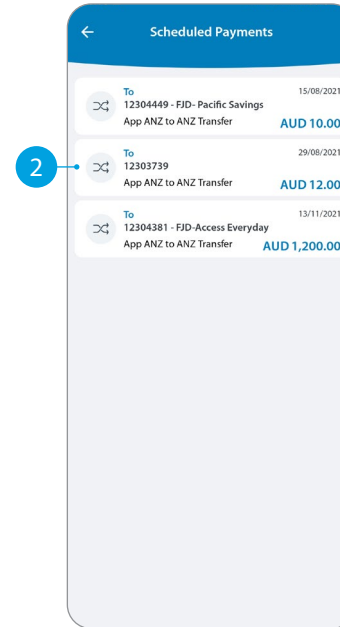 Scheduled Payments
To 15/08/2021
12304449 - FJD- Pacific Savings
App ANZ to ANZ Transfer AUD 10.00
2
To 29/08/2021
12303739
App ANZ to ANZ Transfer AUD 12.00
To 13/11/2021
12304381 - FJD-Access Everyday
App ANZ to ANZ Transfer AUD 1,200.00